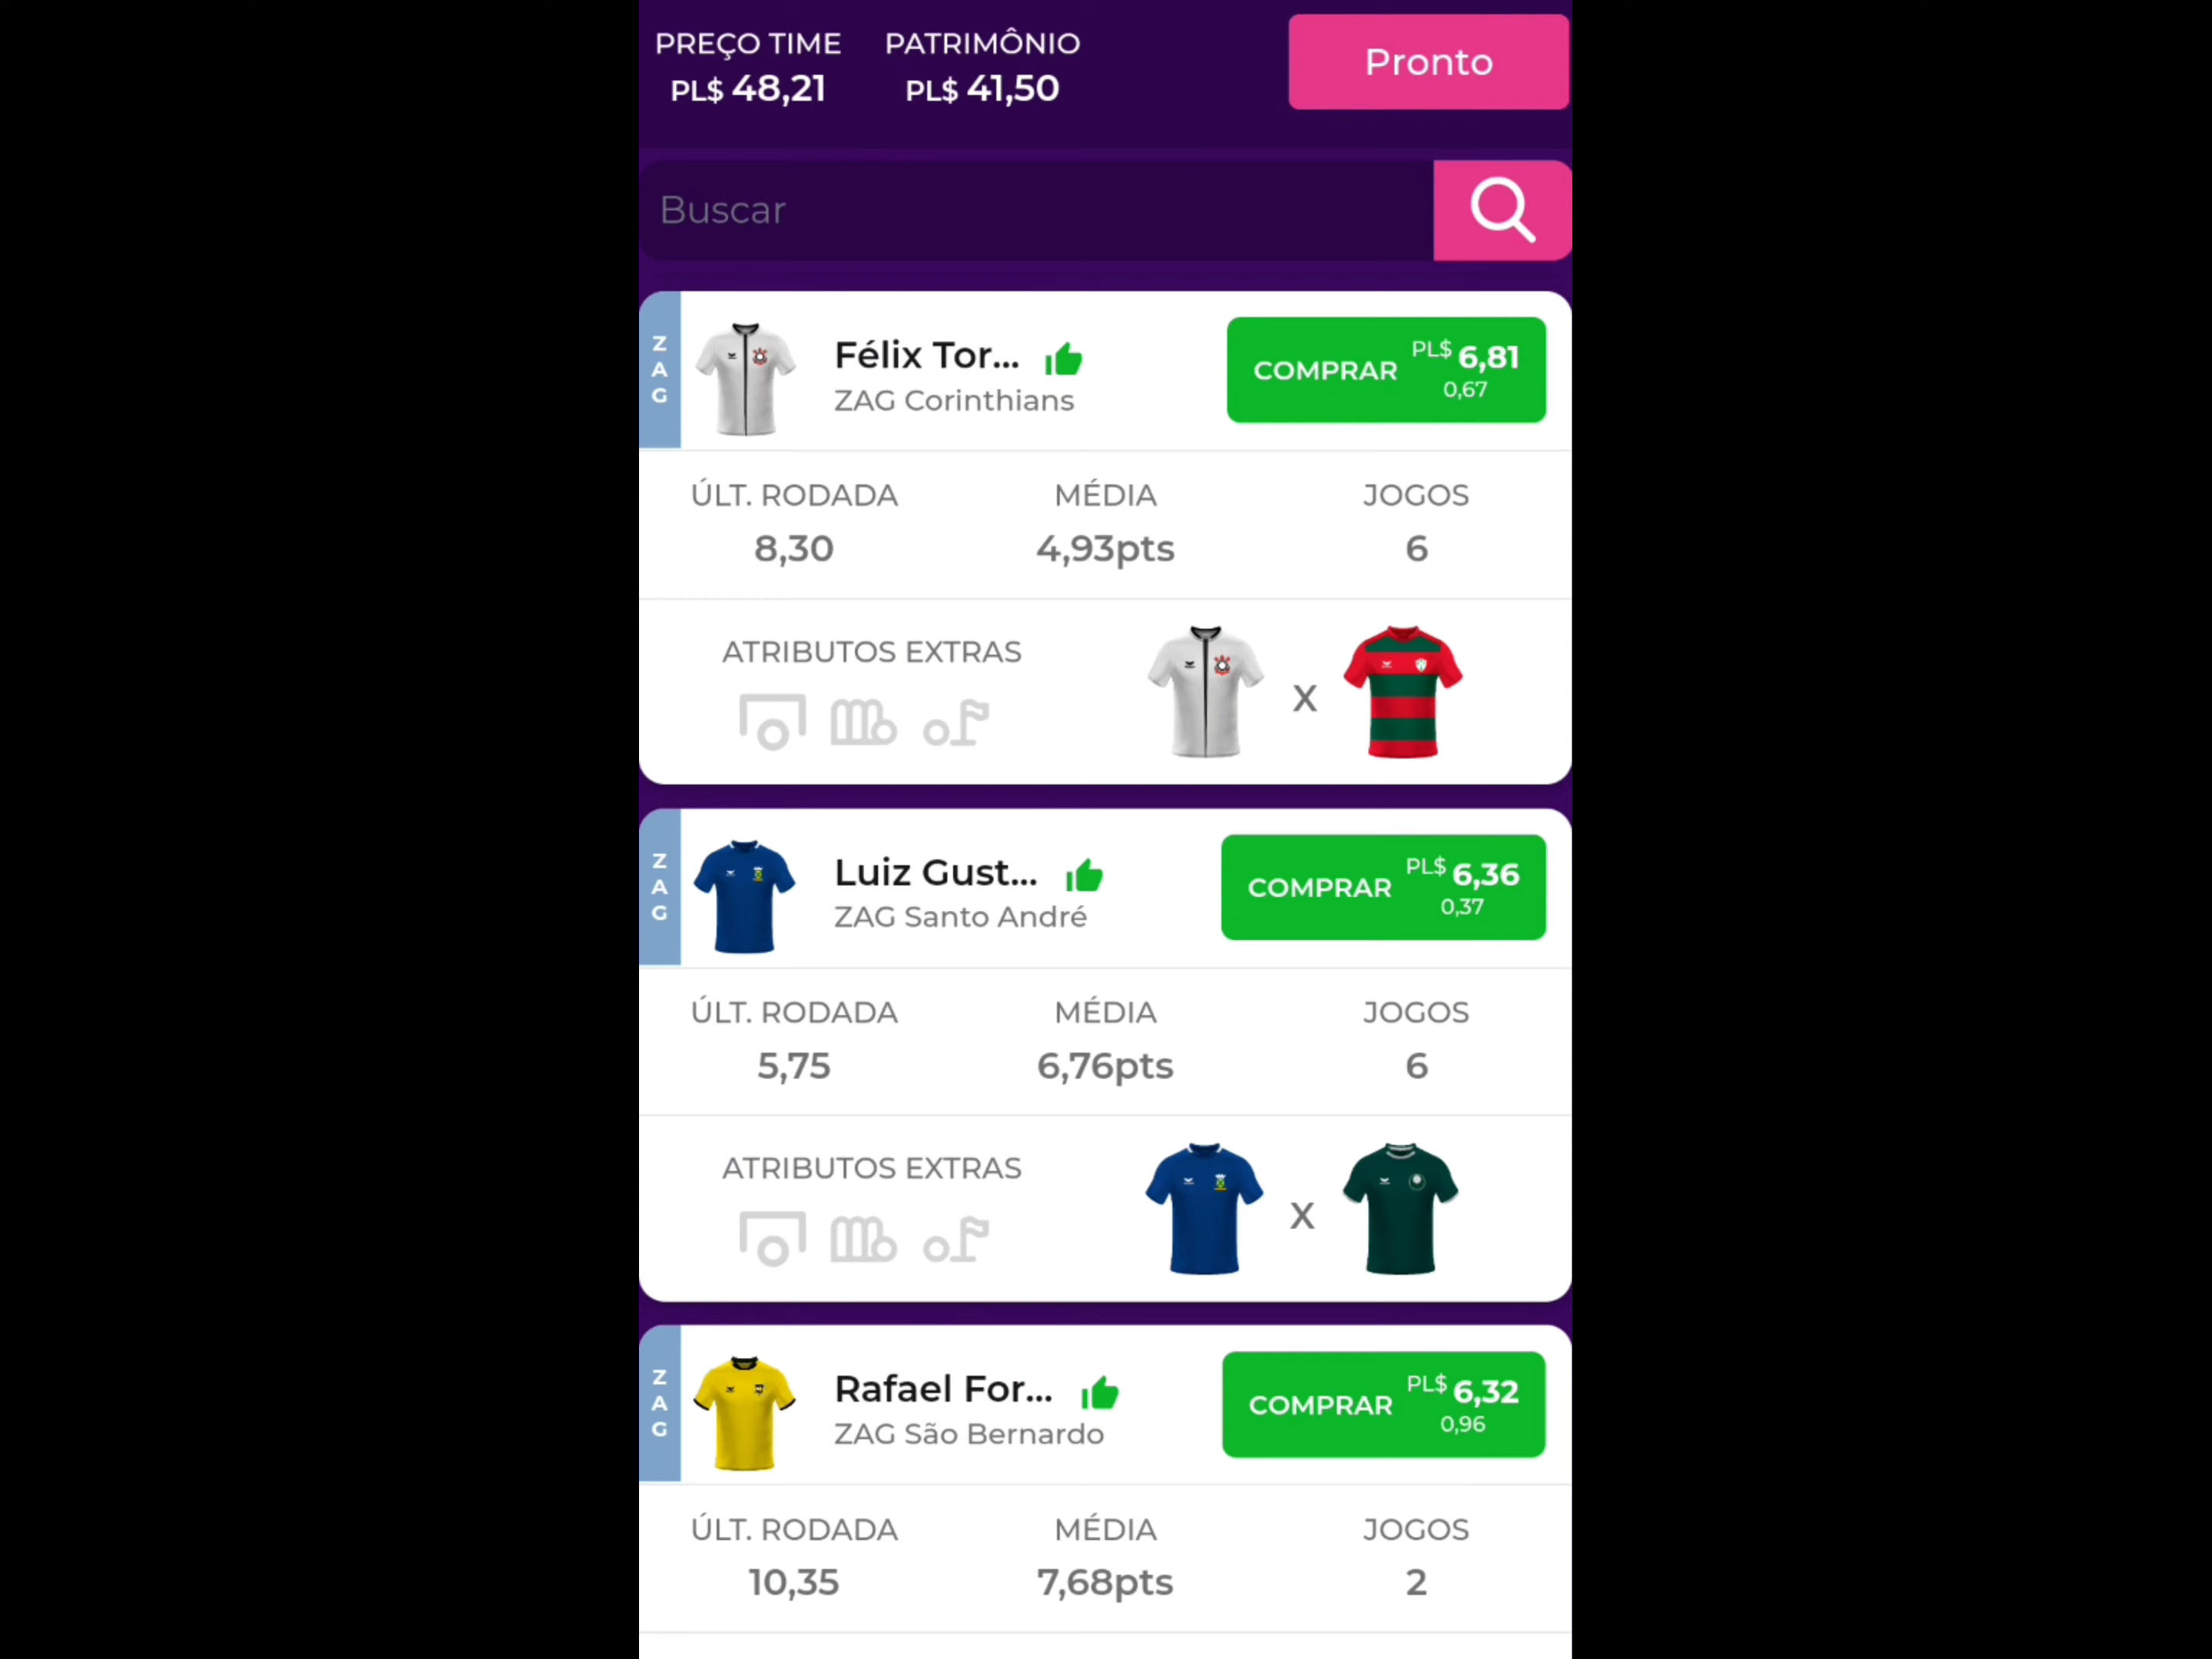 PREÇO TIME
PL$ 48,21
PATRIMÔNIO
PL$ 41,50
Pronto
Buscar
ZAG
Félix Tor...
ZAG Corinthians
COMPRAR PL$ 6,81
0,67
ÚLT. RODADA MÉDIA JOGOS
8,30 4,93pts 6
ATRIBUTOS EXTRAS
X
ZAG
Luiz Gust...
ZAG Santo André
COMPRAR PL$ 6,36
0,37
ÚLT. RODADA MÉDIA JOGOS
5,75 6,76pts 6
ATRIBUTOS EXTRAS
X
ZAG
Rafael For...
ZAG São Bernardo
COMPRAR PL$ 6,32
0,96
ÚLT. RODADA MÉDIA JOGOS
10,35 7,68pts 2